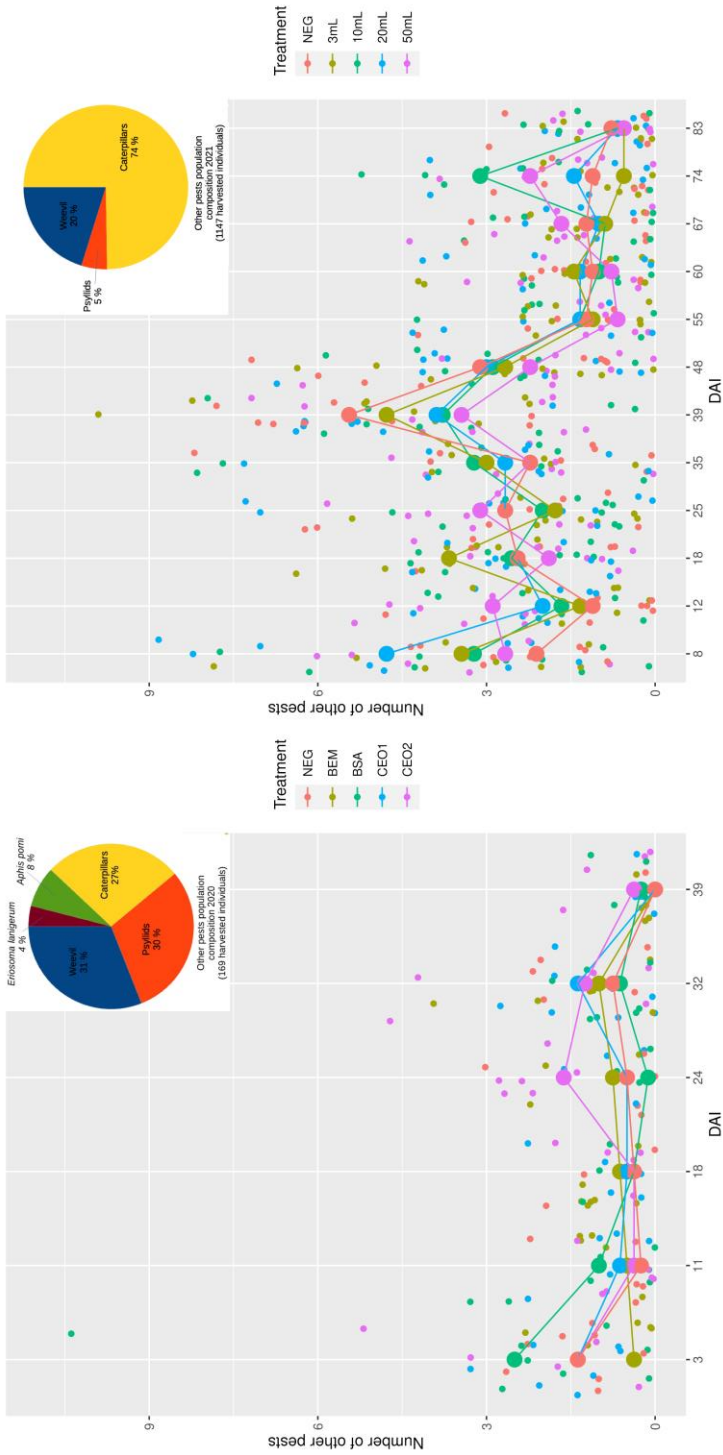 Eriosoma lanigerum
4 %
Aphis pomi
8 %
Weevil
31 %
Caterpillars
27%
Psyllids
30 %
Other pests population
composition 2020
(169 harvested individuals)
Number of other pests
9
6
3
0
3
11
18
24
32
39
DAI
Treatment
NEG
BEM
BSA
CEO1
CEO2
Weevil
20 %
Psyllids
5 %
Caterpillars
74 %
Other pests population
composition 2021
(1147 harvested individuals)
Number of other pests
9
6
3
0
8
12
18
25
35
39
48
55
60
67
74
83
DAI
Treatment
NEG
3mL
10mL
20mL
50mL